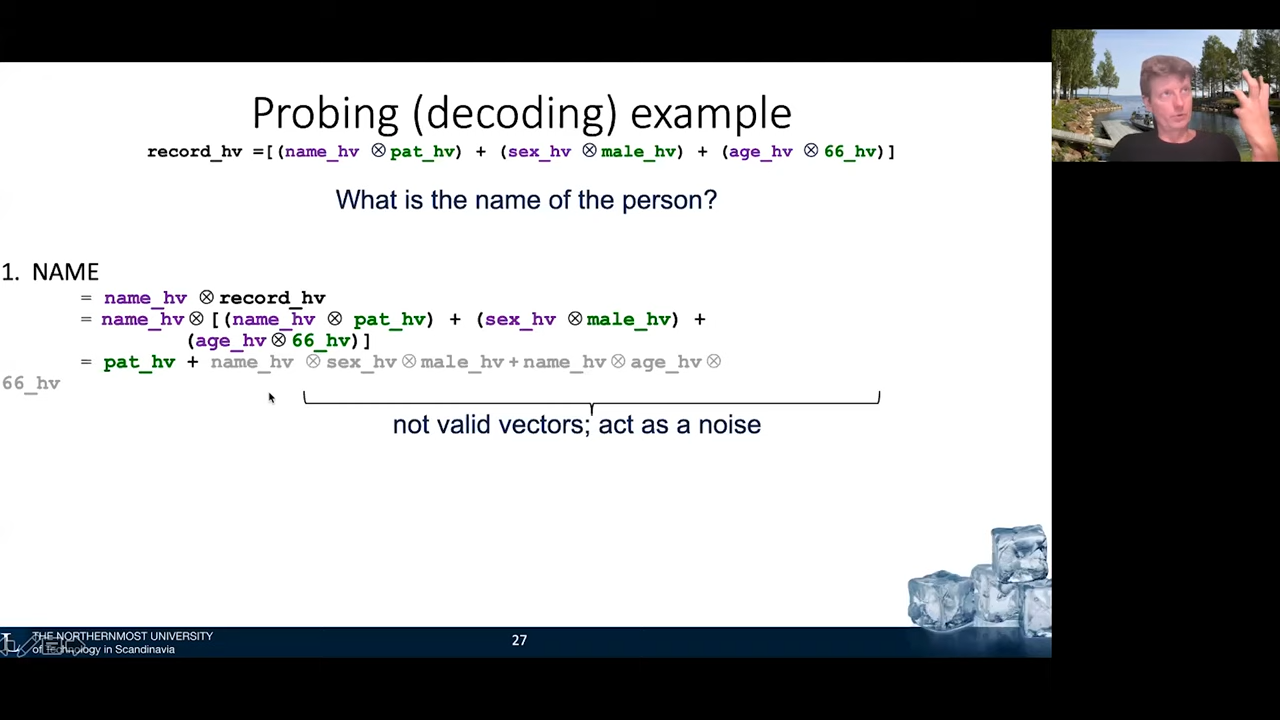 Probing (decoding) example
record_hv =[(name_hv ⊗pat_hv) + (sex_hv ⊗male_hv) + (age_hv ⊗ 66_hv)]
What is the name of the person?
1. NAME
= name_hv ⊗record_hv
= name_hv⊗ [(name_hv ⊗ pat_hv) + (sex_hv ⊗male_hv) +
(age_hv⊗66_hv)]
= pat_hv + name_hv ⊗sex_hv⊗male_hv+name_hv⊗age_hv⊗
66_hv
not valid vectors; act as a noise
THE NORTHERNMOST UNIVERSITY
of Technology in Scandinavia
27